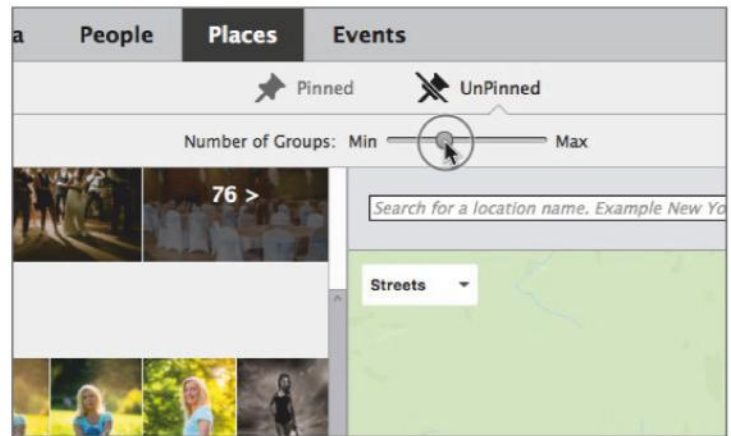 a People Places Events
Pinned UnPinned
Number of Groups: Min Max
76 >
Search for a location name. Example New Yo
Streets